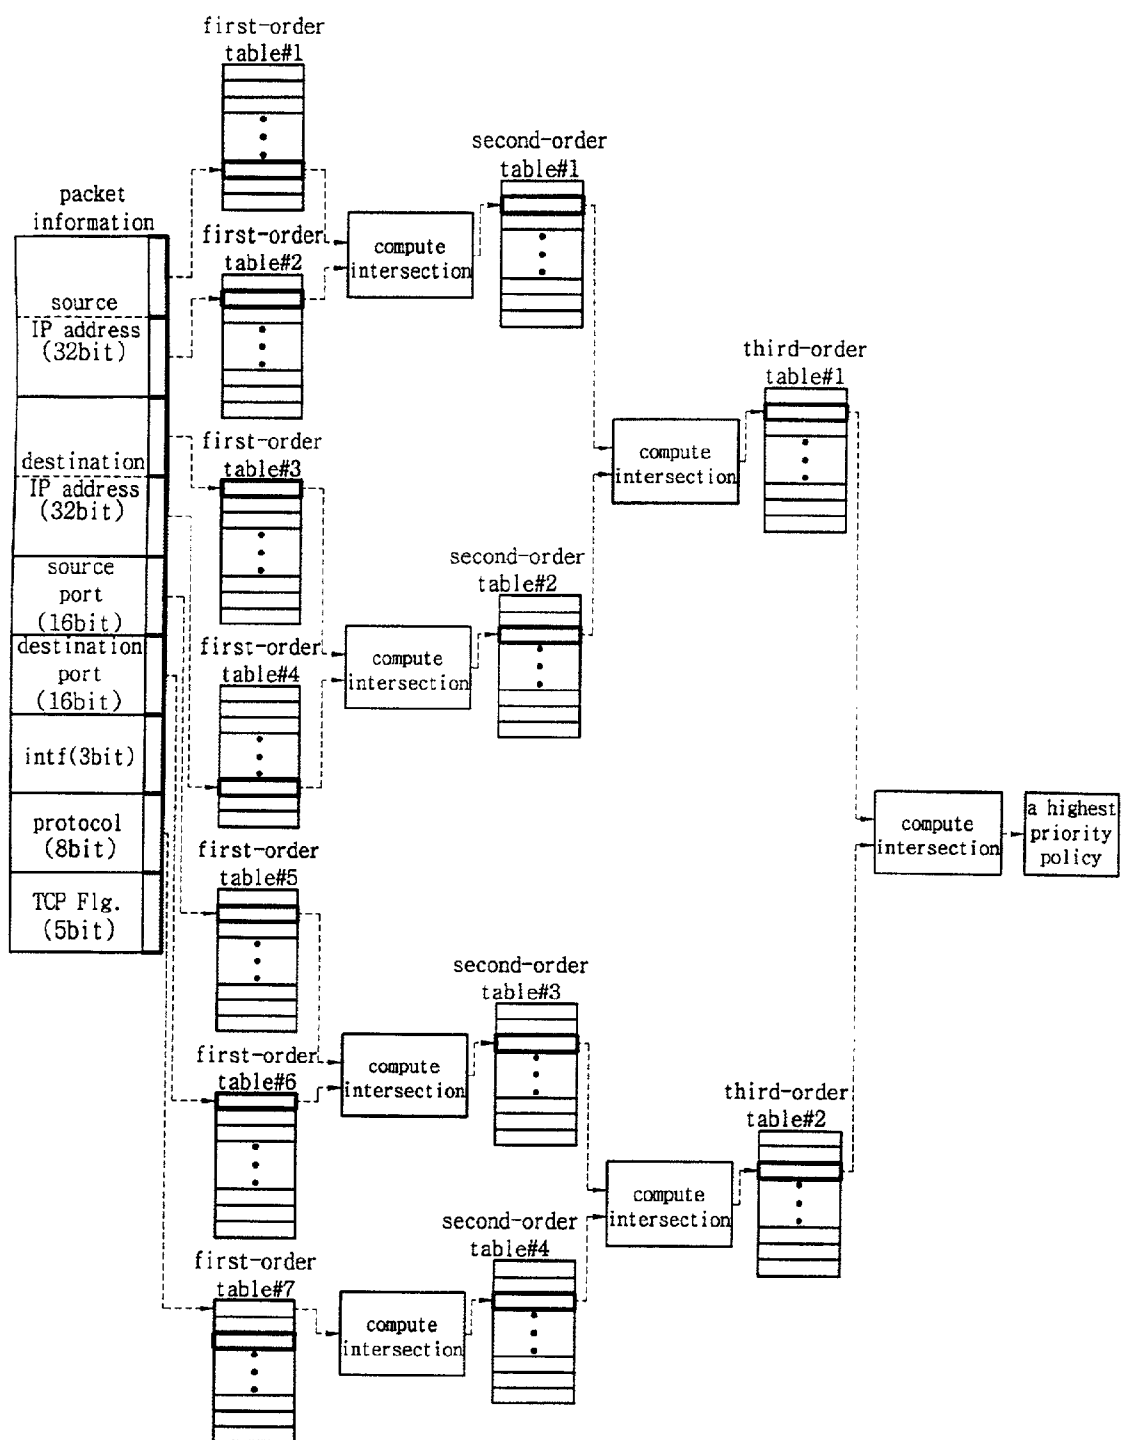 first-order
table#1
second-order
table#1
packet
information
first-order
table#2
compute
intersection
source
IP address
(32bit)
third-order
table#1
first-order
table#3
compute
intersection
destination
IP address
(32bit)
second-order
table#2
source
port
(16bit)
first-order
table#4
compute
intersection
destination
port
(16bit)
intf(3bit)
protocol
(8bit)
compute
intersection
a highest
priority
policy
first-order
table#5
TCP Flg.
(5bit)
second-order
table#3
first-order
table#6
compute
intersection
third-order
table#2
compute
intersection
second-order
table#4
first-order
table#7
compute
intersection